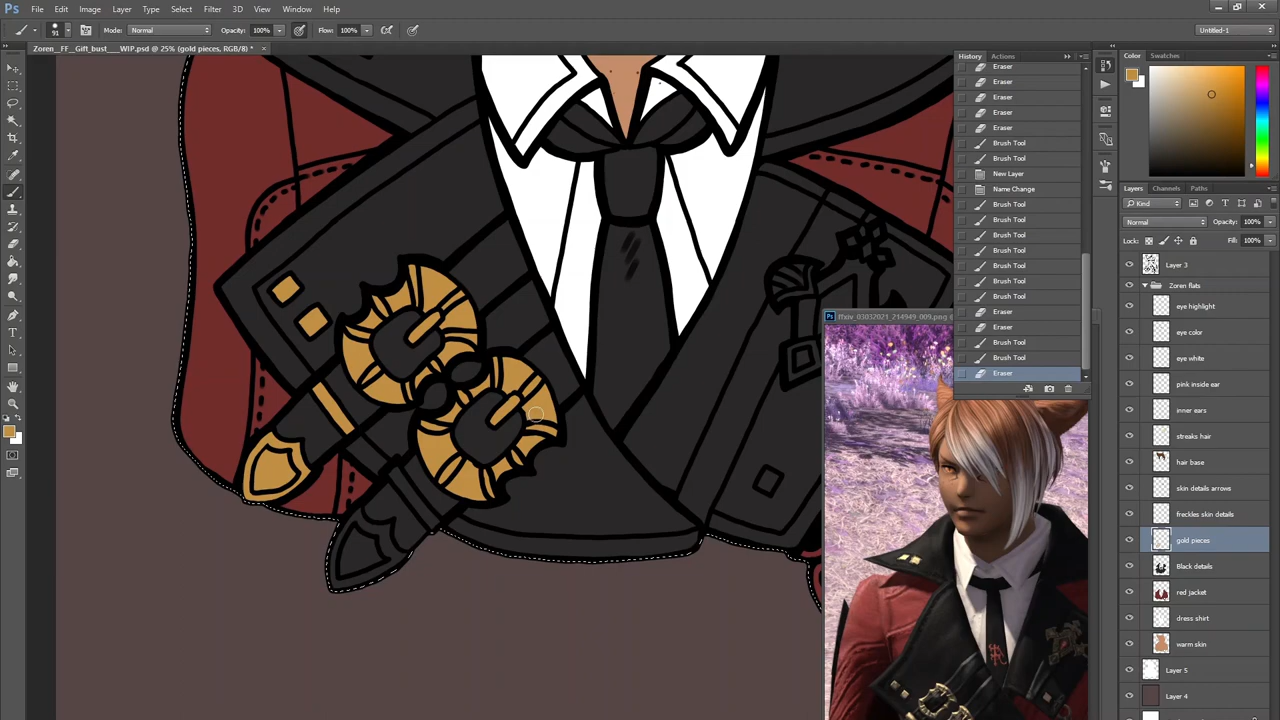 Ps File Edit Image Layer Type Select Filter 3D View Window Help
91 Mode: Normal Opacity: 100% Flow: 100% Untitled-1
Zoren__FF__Gift_bust___WIP.psd @ 25% (gold pieces, RGB/8) * ×
History Actions
Eraser
Eraser
Eraser
Eraser
Eraser
Brush Tool
Brush Tool
New Layer
Name Change
Brush Tool
Brush Tool
Brush Tool
Brush Tool
Brush Tool
Brush Tool
Brush Tool
Eraser
Eraser
Brush Tool
Brush Tool
Eraser
Ps ffxiv_03032021_214949_009.png
Color Swatches
Layers Channels Paths
Kind
Normal Opacity: 100%
Lock: Fill: 100%
Layer 3
Zoren flats
eye highlight
eye color
eye white
pink inside ear
inner ears
streaks hair
hair base
skin details arrows
freckles skin details
gold pieces
Black details
red jacket
dress shirt
warm skin
Layer 5
Layer 4